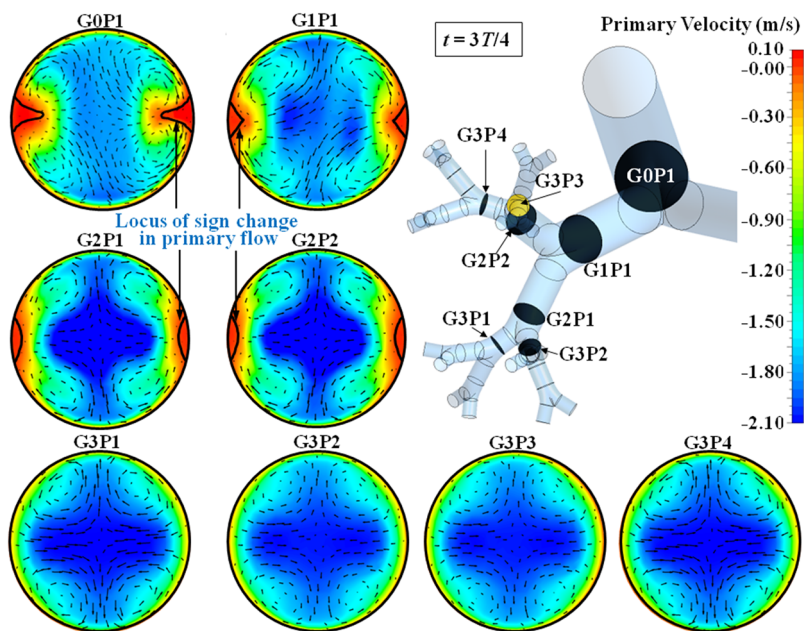 G0P1
G1P1
t = 3T/4
Primary Velocity (m/s)
0.10
-0.00
-0.30
-0.60
-0.90
-1.20
-1.50
-1.80
-2.10
G3P4
G3P3
G0P1
G2P2
G1P1
G2P1
G3P1
G3P2
Locus of sign change
in primary flow
G2P1
G2P2
G3P1
G3P2
G3P3
G3P4